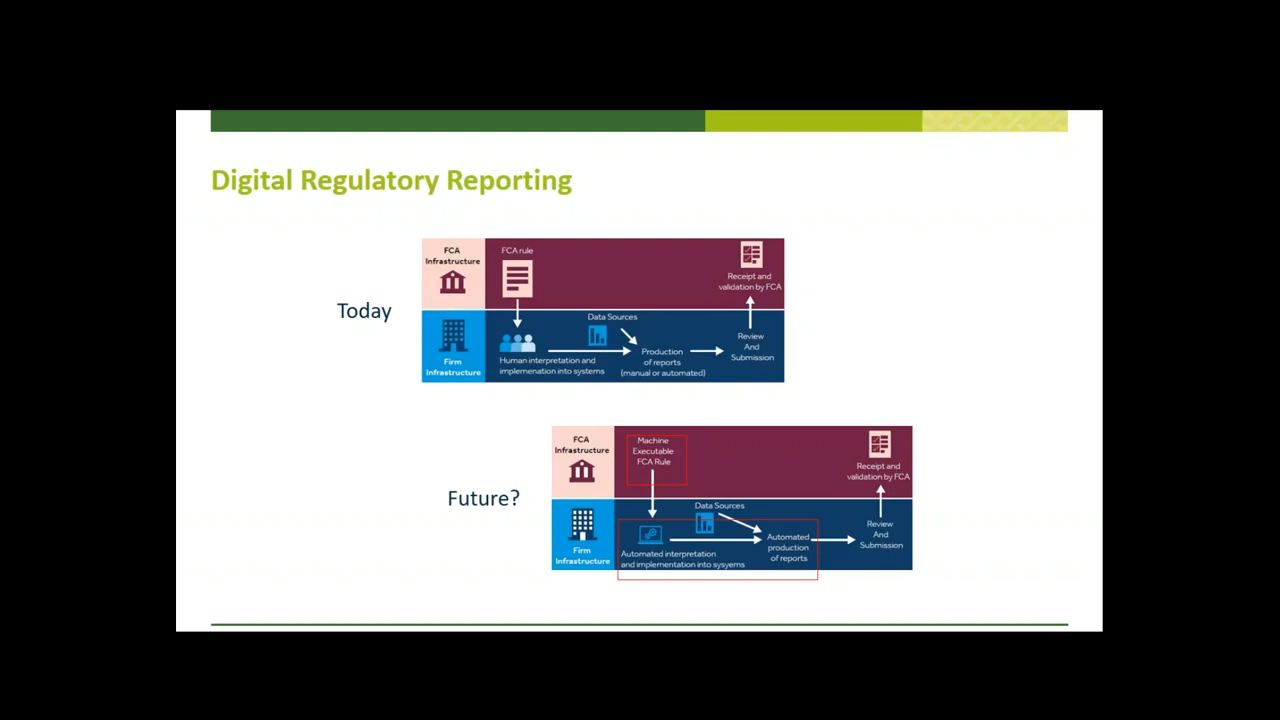 Digital Regulatory Reporting
Today
FCA
Infrastructure
FCA rule
Receipt and
validation by FCA
Firm
Infrastructure
Human interpretation and
implemenation into systems
Data Sources
Production
of reports
(manual or automated)
Review
And
Submission
Future?
FCA
Infrastructure
Machine
Executable
FCA Rule
Receipt and
validation by FCA
Firm
Infrastructure
Automated interpretation
and implementation into sysyems
Data Sources
Automated
production
of reports
Review
And
Submission